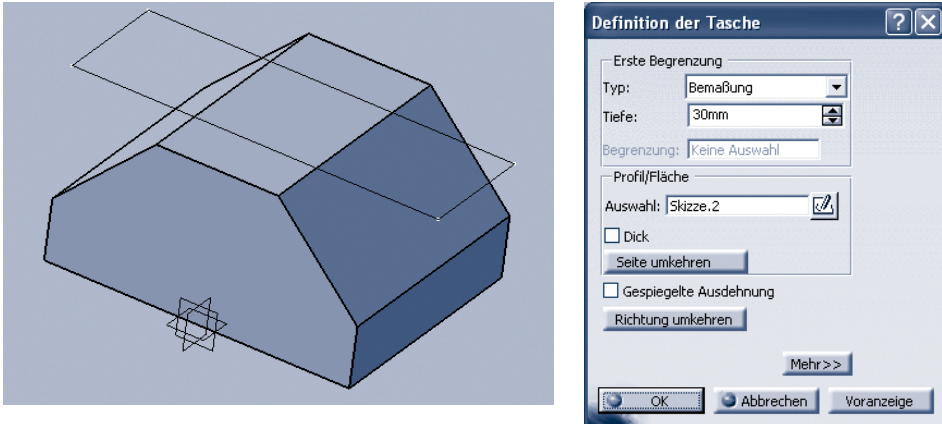 Definition der Tasche
Erste Begrenzung
Typ: Bemaßung
Tiefe: 30mm
Begrenzung: Keine Auswahl
Profil/Fläche
Auswahl: Skizze.2
Dick
Seite umkehren
Gespiegelte Ausdehnung
Richtung umkehren
Mehr>>
OK Abbrechen Voranzeige